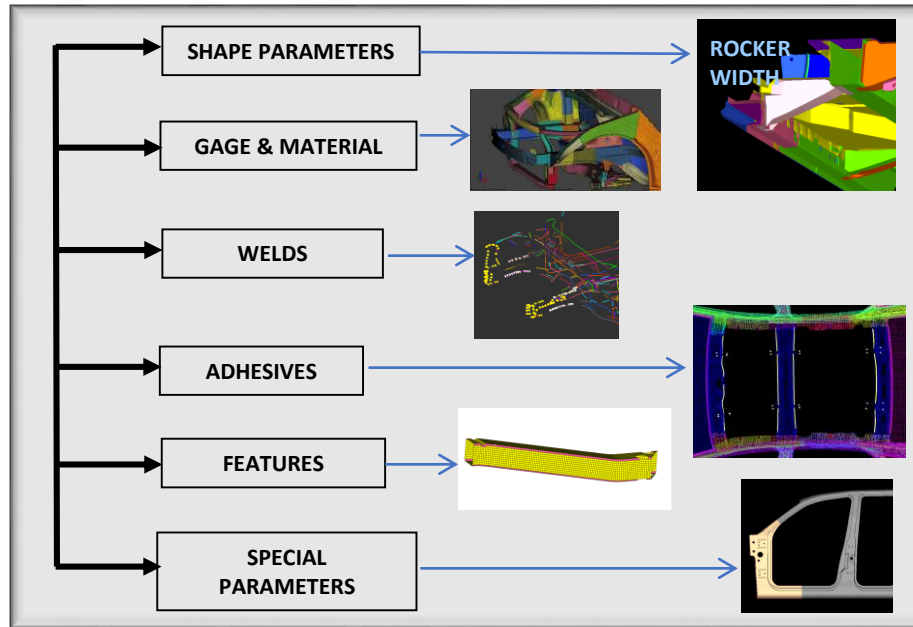 SHAPE PARAMETERS
ROCKER
WIDTH
GAGE & MATERIAL
WELDS
ADHESIVES
FEATURES
SPECIAL
PARAMETERS